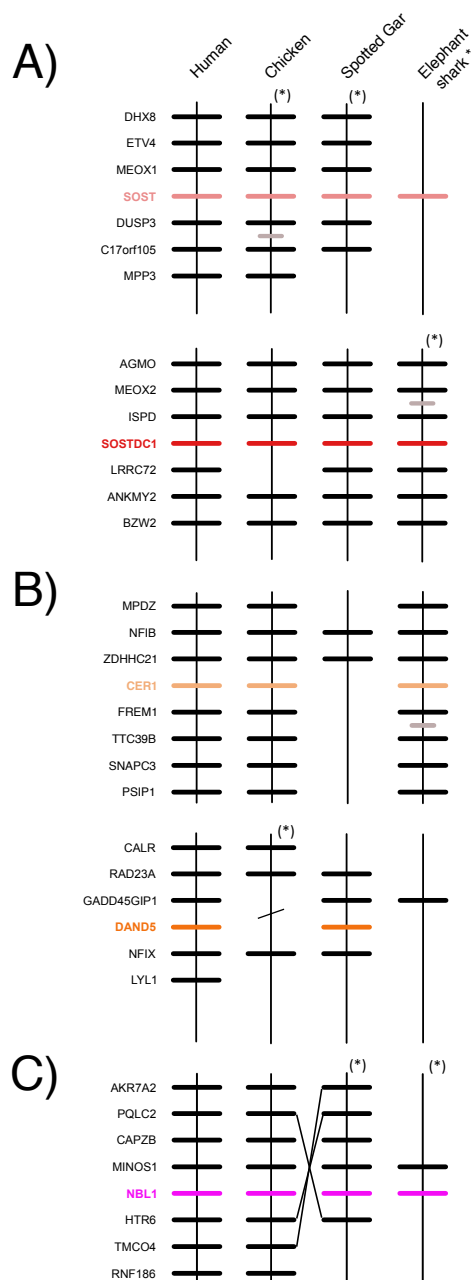 Human
Chicken
Spotted Gar
Elephant
shark *
A)
(*) (*)
DHX8
ETV4
MEOX1
SOST
DUSP3
C17orf105
MPP3
(*)
AGMO
MEOX2
ISPD
SOSTDC1
LRRC72
ANKMY2
BZW2
B)
MPDZ
NFIB
ZDHHC21
CER1
FREM1
TTC39B
SNAPC3
PSIP1
(*)
CALR
RAD23A
GADD45GIP1
DAND5
NFIX
LYL1
C)
(*) (*)
AKR7A2
PQLC2
CAPZB
MINOS1
NBL1
HTR6
TMCO4
RNF186